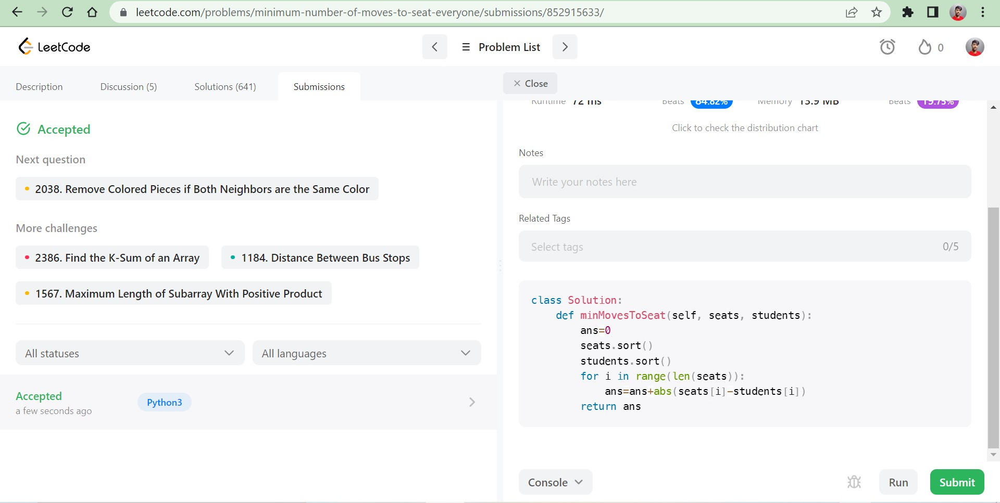 leetcode.com/problems/minimum-number-of-moves-to-seat-everyone/submissions/852915633/
LeetCode
Problem List
0
Description
Discussion (5)
Solutions (641)
Submissions
Close
Accepted
Next question
2038. Remove Colored Pieces if Both Neighbors are the Same Color
More challenges
2386. Find the K-Sum of an Array
1184. Distance Between Bus Stops
1567. Maximum Length of Subarray With Positive Product
All statuses
All languages
Accepted
a few seconds ago
Python3
Runtime 72 ms Beats 84.82% Memory 13.9 MB Beats 19.75%
Click to check the distribution chart
Notes
Write your notes here
Related Tags
Select tags 0/5
class Solution:
    def minMovesToSeat(self, seats, students):
        ans=0
        seats.sort()
        students.sort()
        for i in range(len(seats)):
            ans=ans+abs(seats[i]-students[i])
        return ans
Console
Run
Submit